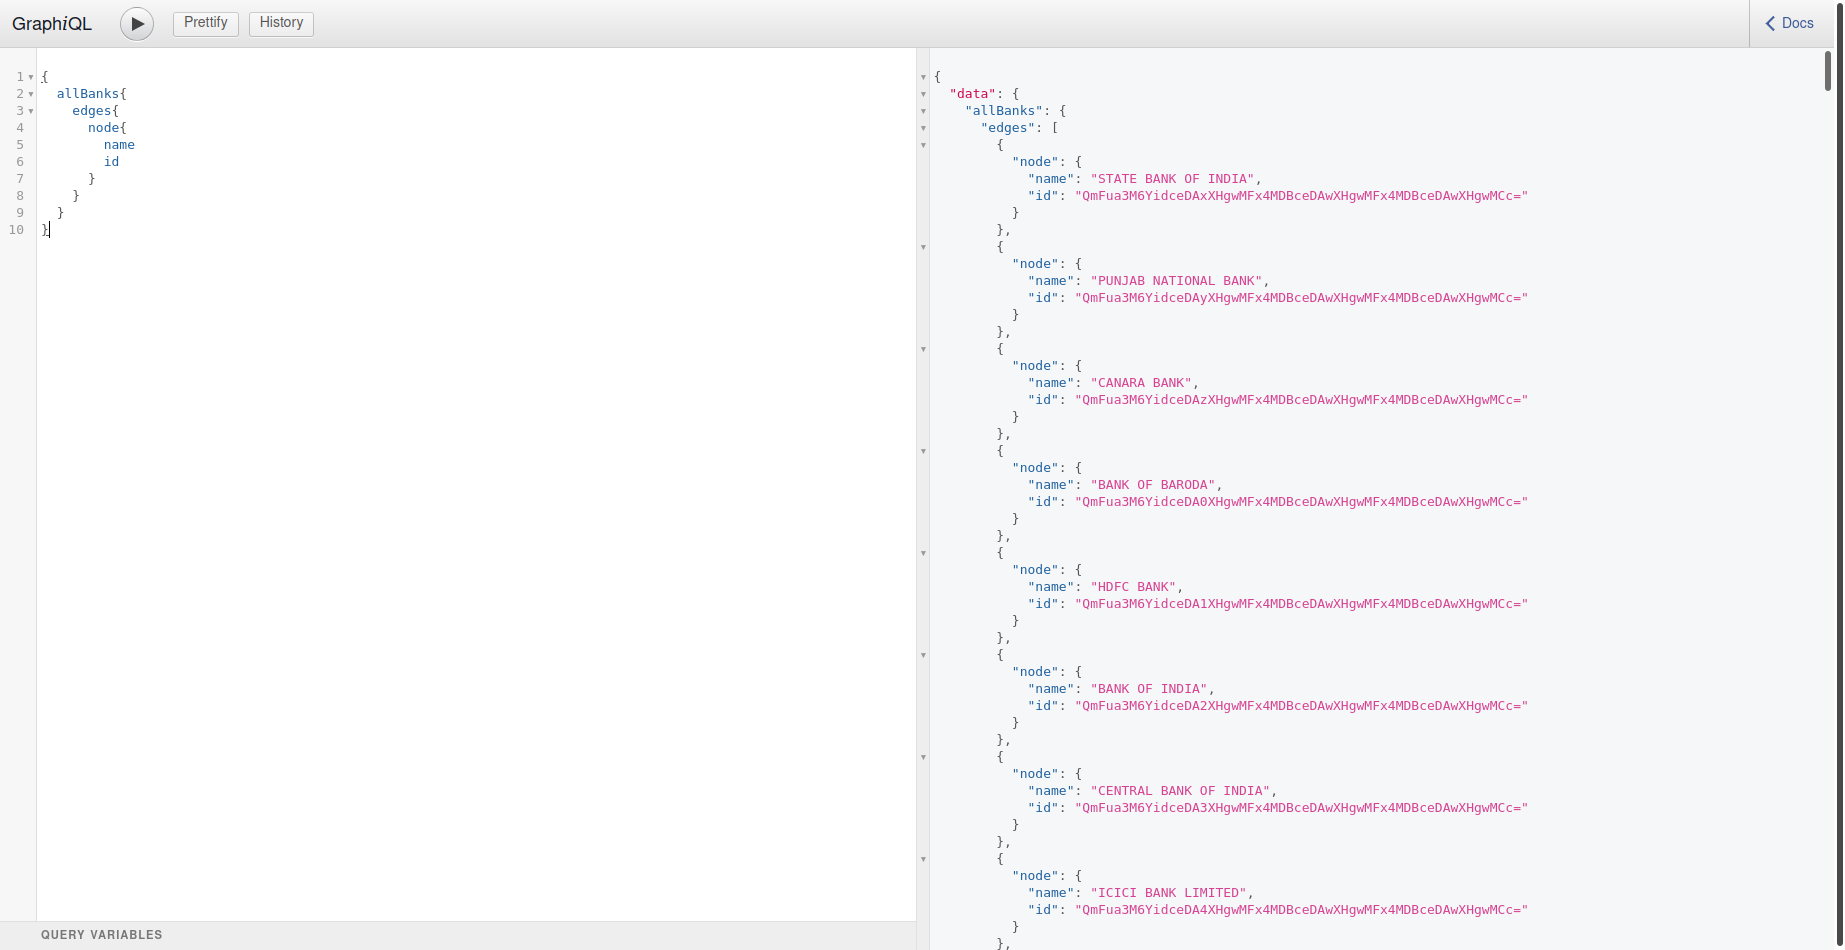 GraphiQL
Prettify
History
Docs
1 {
2   allBanks{
3     edges{
4       node{
5         name
6         id
7       }
8     }
9   }
10 }
QUERY VARIABLES
{
  "data": {
    "allBanks": {
      "edges": [
        {
          "node": {
            "name": "STATE BANK OF INDIA",
            "id": "QmFua3M6YidceDAxXHgwMFx4MDBceDAwXHgwMFx4MDBceDAwXHgwMCc="
          }
        },
        {
          "node": {
            "name": "PUNJAB NATIONAL BANK",
            "id": "QmFua3M6YidceDAyXHgwMFx4MDBceDAwXHgwMFx4MDBceDAwXHgwMCc="
          }
        },
        {
          "node": {
            "name": "CANARA BANK",
            "id": "QmFua3M6YidceDAzXHgwMFx4MDBceDAwXHgwMFx4MDBceDAwXHgwMCc="
          }
        },
        {
          "node": {
            "name": "BANK OF BARODA",
            "id": "QmFua3M6YidceDA0XHgwMFx4MDBceDAwXHgwMFx4MDBceDAwXHgwMCc="
          }
        },
        {
          "node": {
            "name": "HDFC BANK",
            "id": "QmFua3M6YidceDA1XHgwMFx4MDBceDAwXHgwMFx4MDBceDAwXHgwMCc="
          }
        },
        {
          "node": {
            "name": "BANK OF INDIA",
            "id": "QmFua3M6YidceDA2XHgwMFx4MDBceDAwXHgwMFx4MDBceDAwXHgwMCc="
          }
        },
        {
          "node": {
            "name": "CENTRAL BANK OF INDIA",
            "id": "QmFua3M6YidceDA3XHgwMFx4MDBceDAwXHgwMFx4MDBceDAwXHgwMCc="
          }
        },
        {
          "node": {
            "name": "ICICI BANK LIMITED",
            "id": "QmFua3M6YidceDA4XHgwMFx4MDBceDAwXHgwMFx4MDBceDAwXHgwMCc="
          }
        },